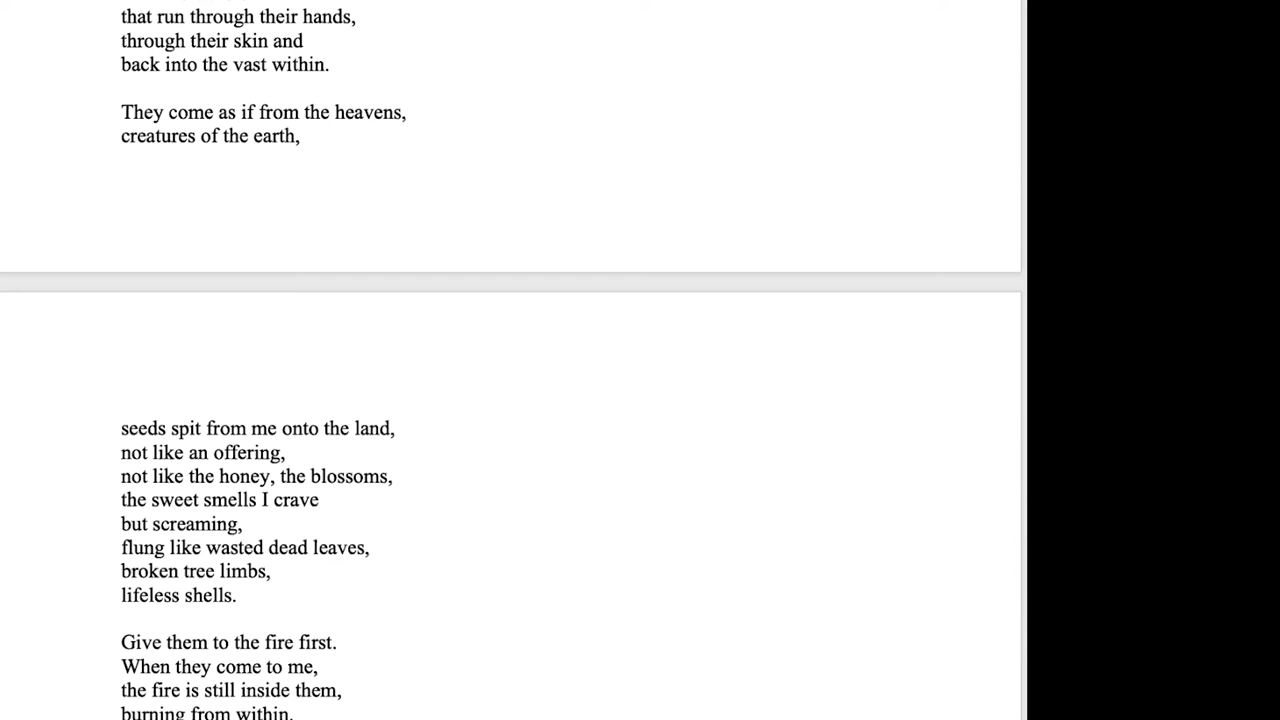 that run through their hands,
through their skin and
back into the vast within.
They come as if from the heavens,
creatures of the earth,
seeds spit from me onto the land,
not like an offering,
not like the honey, the blossoms,
the sweet smells I crave
but screaming,
flung like wasted dead leaves,
broken tree limbs,
lifeless shells.
Give them to the fire first.
When they come to me,
the fire is still inside them,
burning from within.